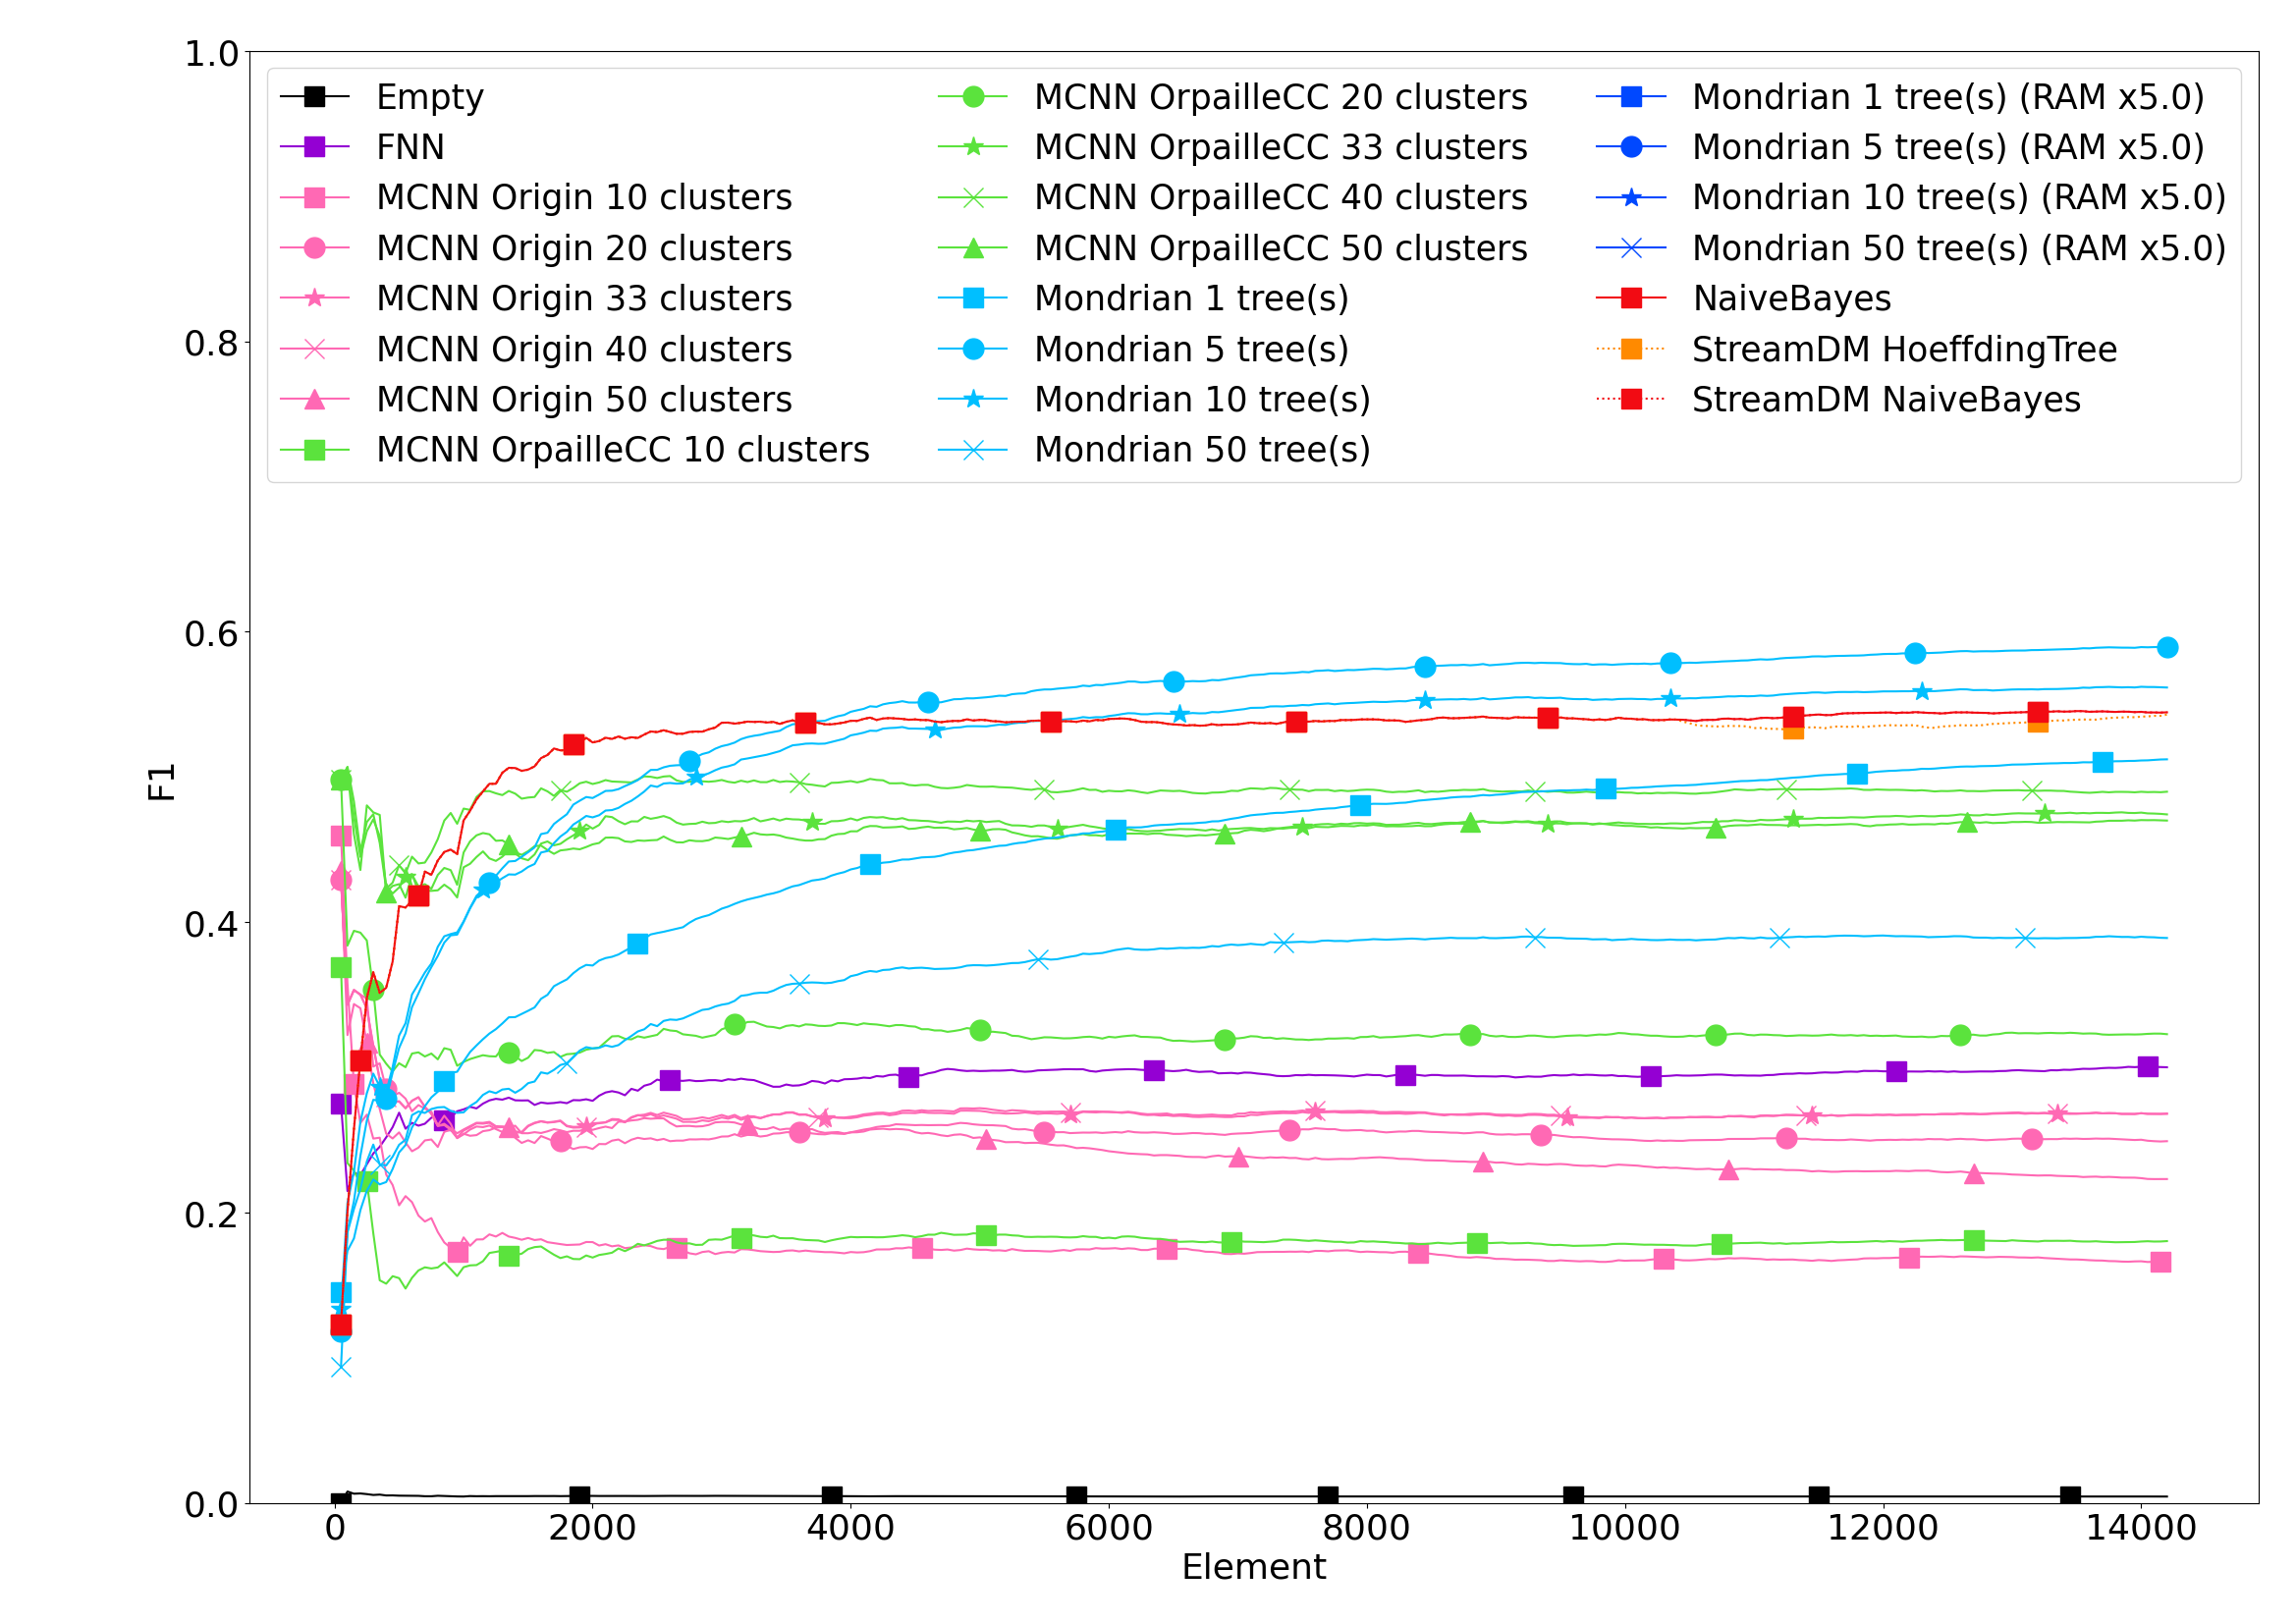 1.0
0.8
0.6
0.4
0.2
0.0
F1
Empty
FNN
MCNN Origin 10 clusters
MCNN Origin 20 clusters
MCNN Origin 33 clusters
MCNN Origin 40 clusters
MCNN Origin 50 clusters
MCNN OrpailleCC 10 clusters
MCNN OrpailleCC 20 clusters
MCNN OrpailleCC 33 clusters
MCNN OrpailleCC 40 clusters
MCNN OrpailleCC 50 clusters
Mondrian 1 tree(s)
Mondrian 5 tree(s)
Mondrian 10 tree(s)
Mondrian 50 tree(s)
Mondrian 1 tree(s) (RAM x5.0)
Mondrian 5 tree(s) (RAM x5.0)
Mondrian 10 tree(s) (RAM x5.0)
Mondrian 50 tree(s) (RAM x5.0)
NaiveBayes
StreamDM HoeffdingTree
StreamDM NaiveBayes
0 2000 4000 6000 8000 10000 12000 14000
Element